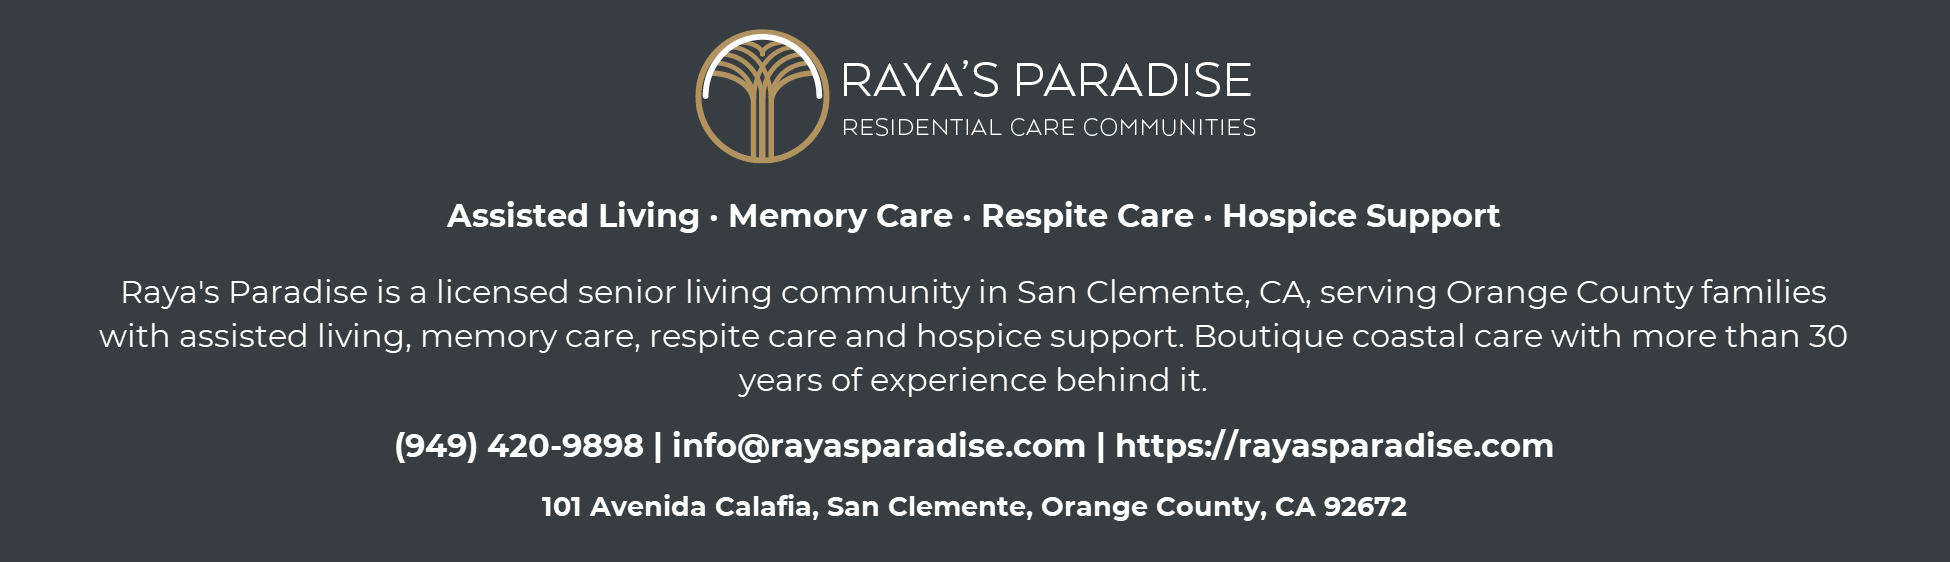 RAYA'S PARADISE
RESIDENTIAL CARE COMMUNITIES
Assisted Living · Memory Care · Respite Care · Hospice Support
Raya's Paradise is a licensed senior living community in San Clemente, CA, serving Orange County families
with assisted living, memory care, respite care and hospice support. Boutique coastal care with more than 30
years of experience behind it.
(949) 420-9898 | info@rayasparadise.com | https://rayasparadise.com
101 Avenida Calafia, San Clemente, Orange County, CA 92672